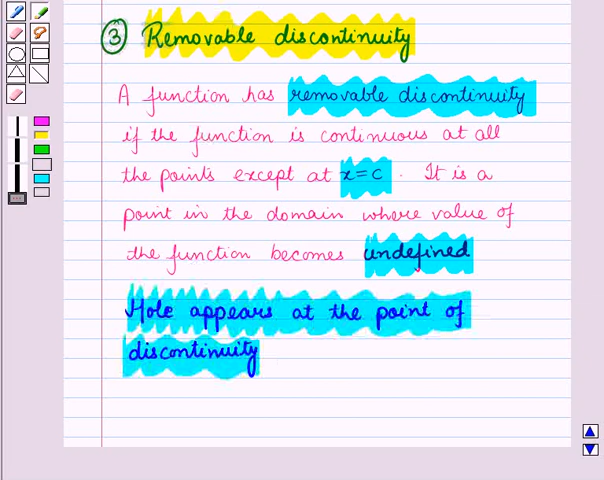 ③ Removable discontinuity
A function has removable discontinuity
if the function is continuous at all
the points except at x=c. It is a
point in the domain where value of
the function becomes undefined
Hole appears at the point of
discontinuity